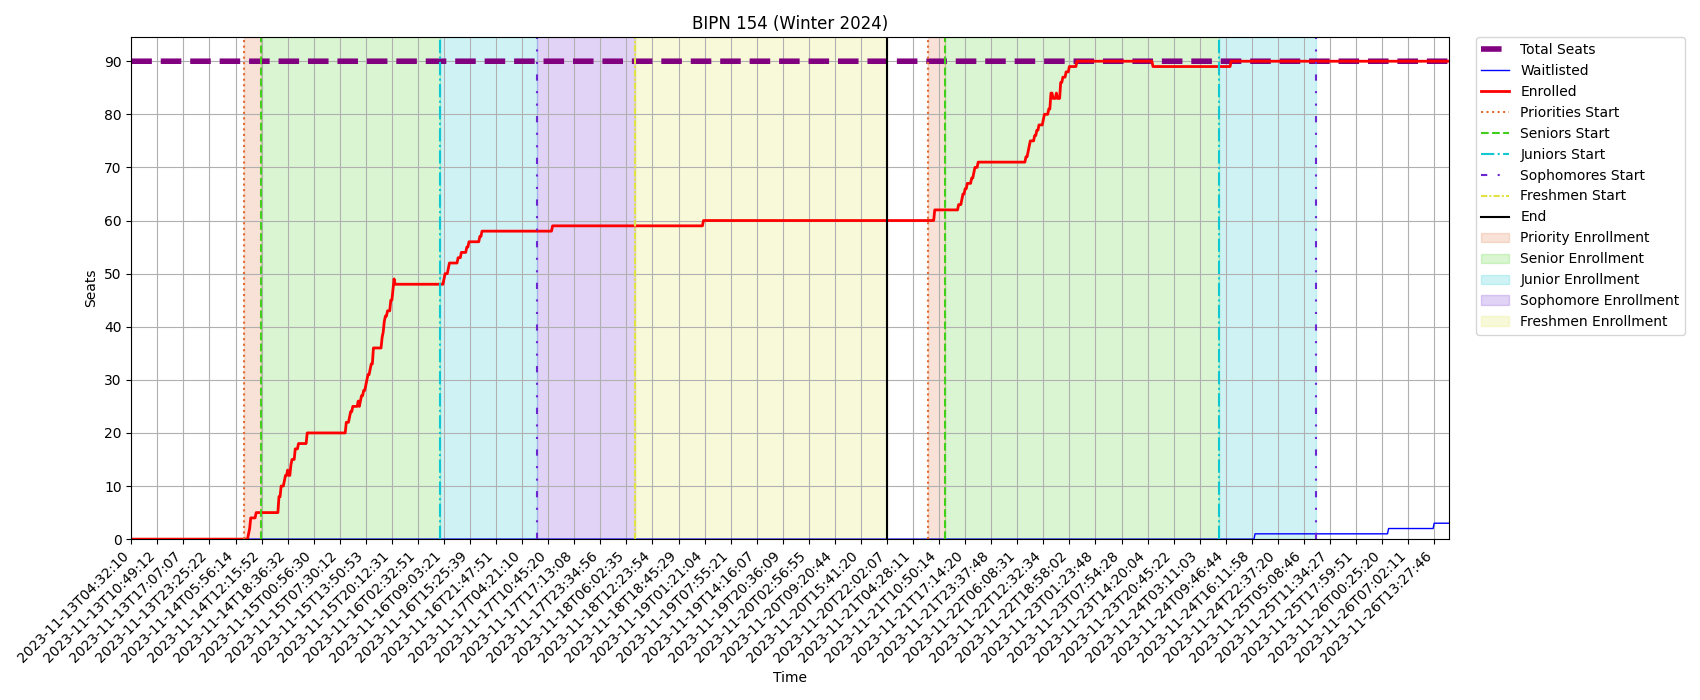 BIPN 154 (Winter 2024)
Seats
90
80
70
60
50
40
30
20
10
0
2023-11-13T04:32:10
2023-11-13T10:49:12
2023-11-13T17:07:07
2023-11-13T23:25:22
2023-11-14T05:56:14
2023-11-14T12:15:52
2023-11-14T18:36:32
2023-11-15T00:56:30
2023-11-15T07:30:12
2023-11-15T13:50:53
2023-11-15T20:12:31
2023-11-16T02:32:51
2023-11-16T09:03:21
2023-11-16T15:25:39
2023-11-16T21:47:51
2023-11-17T04:21:10
2023-11-17T10:45:20
2023-11-17T17:13:08
2023-11-17T23:34:56
2023-11-18T06:02:35
2023-11-18T12:23:54
2023-11-18T18:45:29
2023-11-19T01:21:04
2023-11-19T07:55:21
2023-11-19T14:16:07
2023-11-19T20:36:09
2023-11-20T02:56:55
2023-11-20T09:20:44
2023-11-20T15:41:20
2023-11-20T22:02:07
2023-11-21T04:28:11
2023-11-21T10:50:14
2023-11-21T17:14:20
2023-11-21T23:37:48
2023-11-22T06:08:31
2023-11-22T12:32:34
2023-11-22T18:58:02
2023-11-23T01:23:48
2023-11-23T07:54:28
2023-11-23T14:20:04
2023-11-23T20:45:22
2023-11-24T03:11:03
2023-11-24T09:46:44
2023-11-24T16:11:58
2023-11-24T22:37:20
2023-11-25T05:08:46
2023-11-25T11:34:27
2023-11-25T17:59:51
2023-11-26T00:25:20
2023-11-26T07:02:11
2023-11-26T13:27:46
Time
Total Seats
Waitlisted
Enrolled
Priorities Start
Seniors Start
Juniors Start
Sophomores Start
Freshmen Start
End
Priority Enrollment
Senior Enrollment
Junior Enrollment
Sophomore Enrollment
Freshmen Enrollment